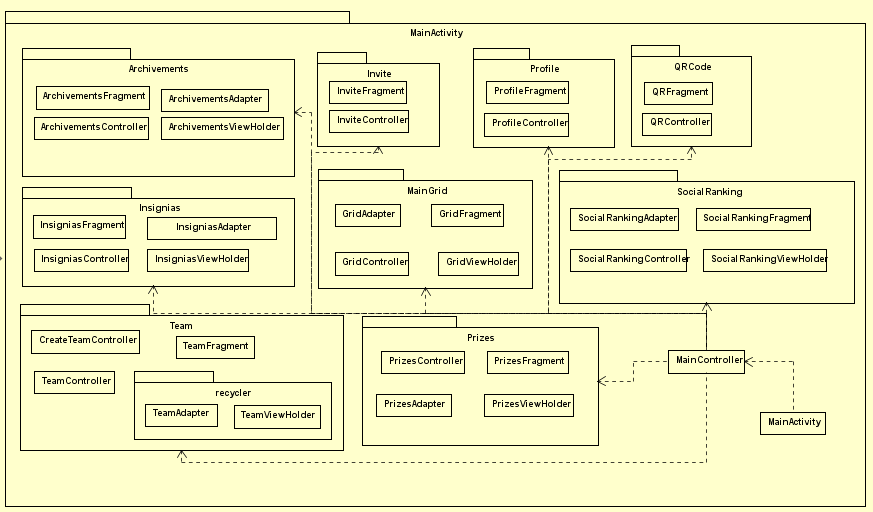 MainActivity
Archivements
ArchivementsFragment
ArchivementsAdapter
ArchivementsController
ArchivementsViewHolder
Invite
InviteFragment
InviteController
Profile
ProfileFragment
ProfileController
QRCode
QRFragment
QRController
Insignias
InsigniasFragment
InsigniasAdapter
InsigniasController
InsigniasViewHolder
MainGrid
GridAdapter
GridFragment
GridController
GridViewHolder
SocialRanking
SocialRankingAdapter
SocialRankingFragment
SocialRankingController
SocialRankingViewHolder
Team
CreateTeamController
TeamFragment
TeamController
recycler
TeamAdapter
TeamViewHolder
Prizes
PrizesController
PrizesFragment
PrizesAdapter
PrizesViewHolder
MainController
MainActivity